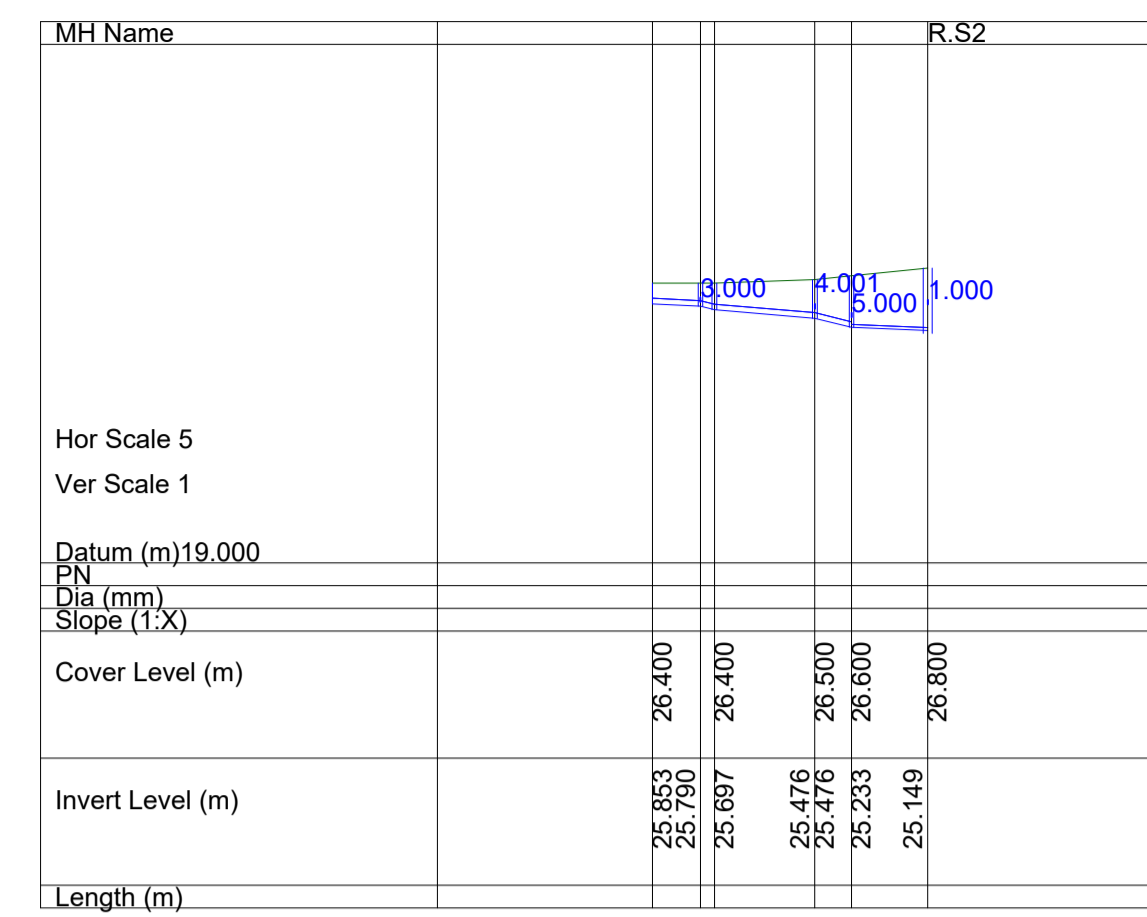 MH Name R.S2
3.000 4.001 5.000 1.000
Hor Scale 5
Ver Scale 1
Datum (m)19.000
PN
Dia (mm)
Slope (1:X)
Cover Level (m) 26.400 26.400 26.500 26.600 26.800
Invert Level (m) 25.853 25.790 25.697 25.476 25.476 25.233 25.149
Length (m)